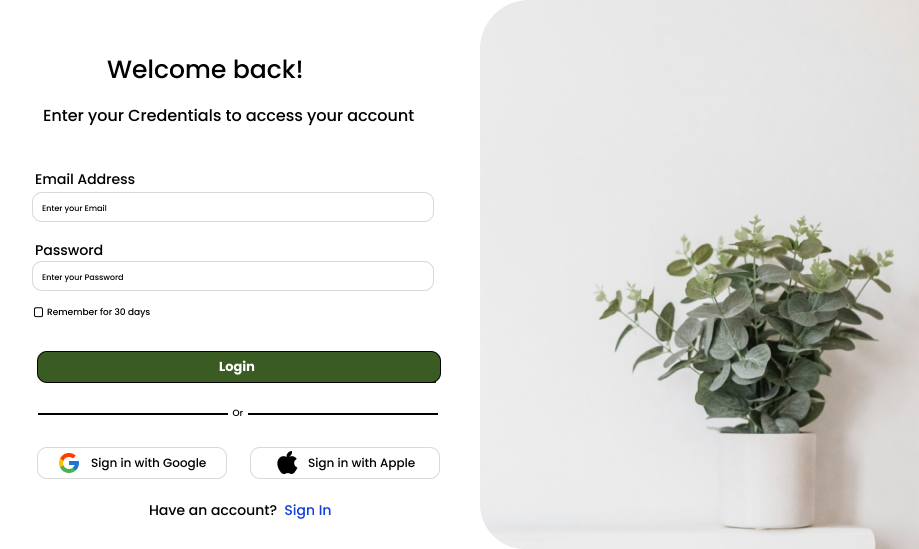 Welcome back!
Enter your Credentials to access your account
Email Address
Enter your Email
Password
Enter your Password
Remember for 30 days
Login
Or
Sign in with Google
Sign in with Apple
Have an account? Sign In